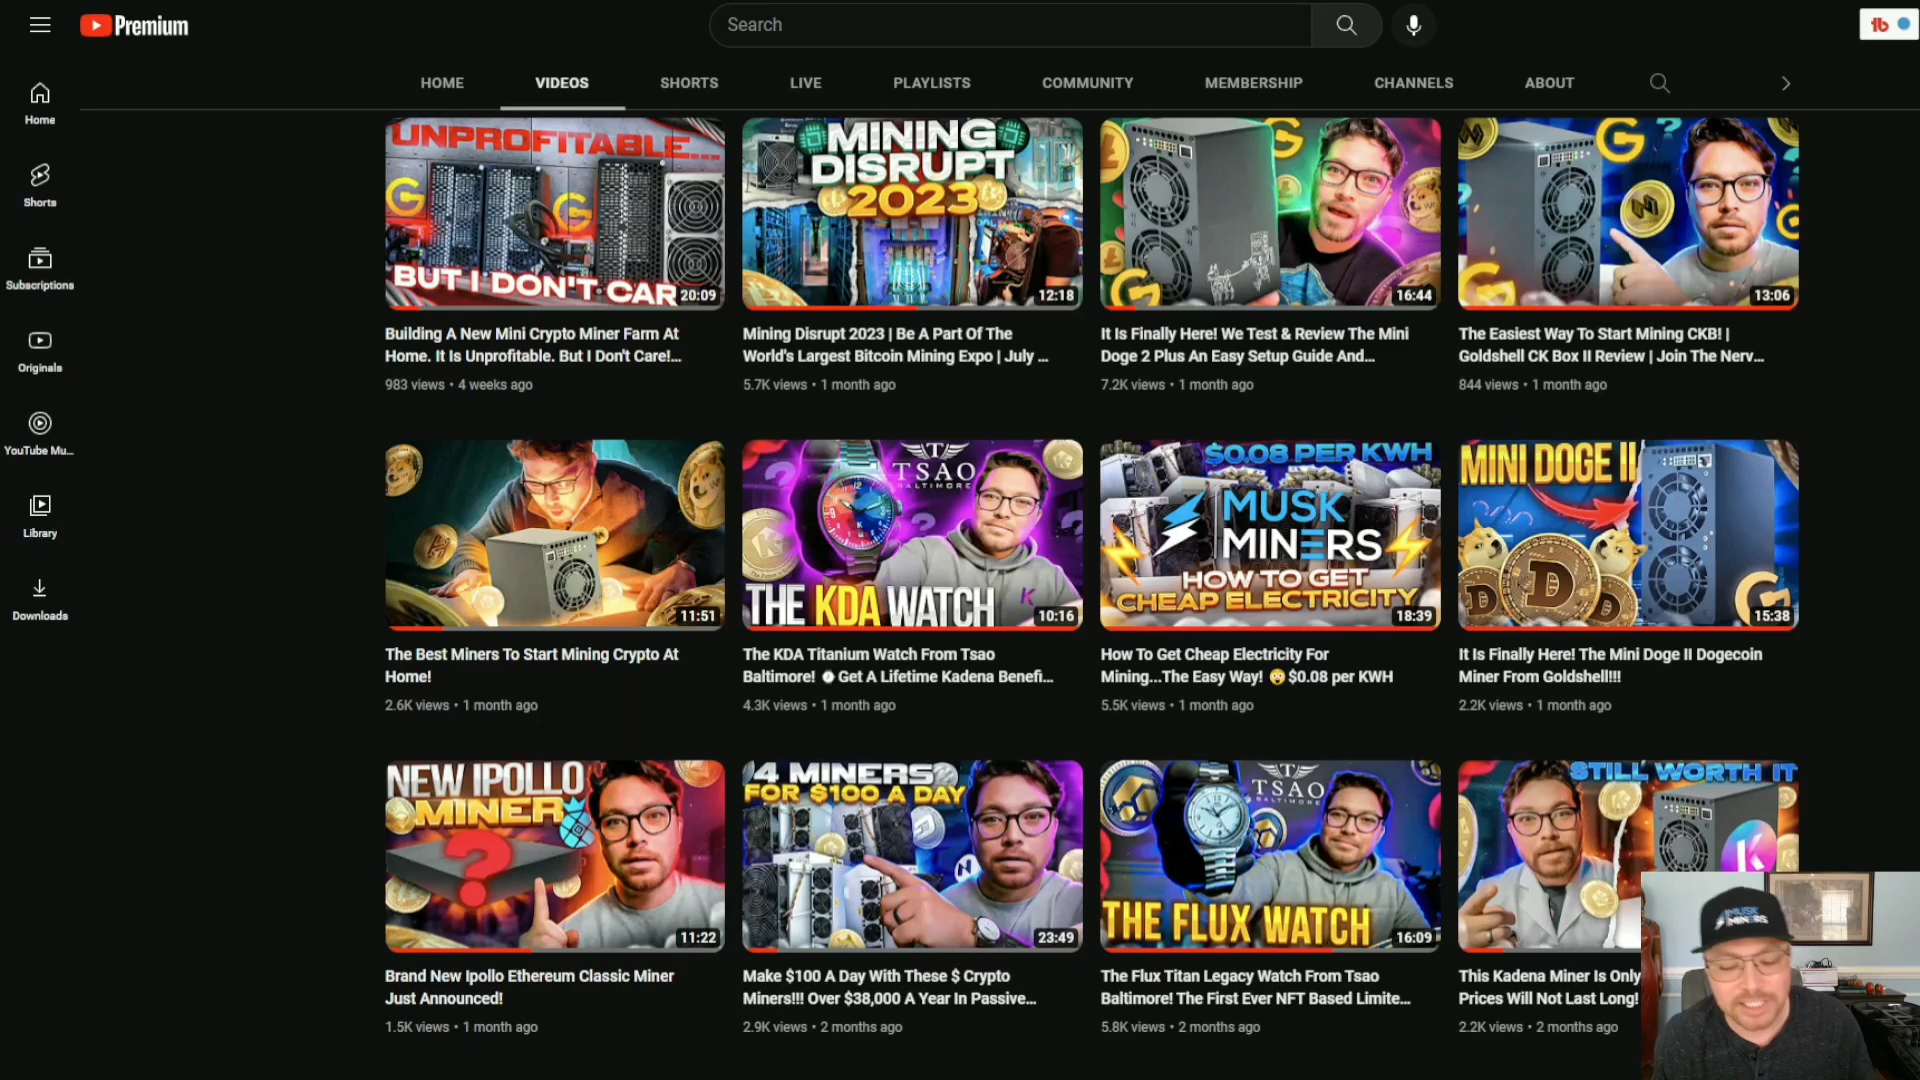 Premium
Search
HOME
VIDEOS
SHORTS
LIVE
PLAYLISTS
COMMUNITY
MEMBERSHIP
CHANNELS
ABOUT
Home
Shorts
Subscriptions
Originals
YouTube Mu...
Library
Downloads
UNPROFITABLE...
BUT I DON'T CAR
20:09
Building A New Mini Crypto Miner Farm At
Home. It Is Unprofitable. But I Don't Care!...
983 views • 4 weeks ago
MINING
DISRUPT
2023
12:18
Mining Disrupt 2023 | Be A Part Of The
World's Largest Bitcoin Mining Expo | July ...
5.7K views • 1 month ago
16:44
It Is Finally Here! We Test & Review The Mini
Doge 2 Plus An Easy Setup Guide And...
7.2K views • 1 month ago
13:06
The Easiest Way To Start Mining CKB! |
Goldshell CK Box II Review | Join The Nerv...
844 views • 1 month ago
11:51
The Best Miners To Start Mining Crypto At
Home!
2.6K views • 1 month ago
TSAO
BALTIMORE
THE KDA WATCH
10:16
The KDA Titanium Watch From Tsao
Baltimore! Get A Lifetime Kadena Benefi...
4.3K views • 1 month ago
$0.08 PER KWH
MUSK
MINERS
HOW TO GET
CHEAP ELECTRICITY
18:39
How To Get Cheap Electricity For
Mining...The Easy Way! 😲 $0.08 per KWH
5.5K views • 1 month ago
MINI DOGE II
15:38
It Is Finally Here! The Mini Doge II Dogecoin
Miner From Goldshell!!!
2.2K views • 1 month ago
NEW IPOLLO
MINER
?
11:22
Brand New Ipollo Ethereum Classic Miner
Just Announced!
1.5K views • 1 month ago
4 MINERS
FOR $100 A DAY
23:49
Make $100 A Day With These $ Crypto
Miners!!! Over $38,000 A Year In Passive...
2.9K views • 2 months ago
TSAO
BALTIMORE
THE FLUX WATCH
16:09
The Flux Titan Legacy Watch From Tsao
Baltimore! The First Ever NFT Based Limite...
5.8K views • 2 months ago
STILL WORTH IT
This Kadena Miner Is Only
Prices Will Not Last Long!
2.2K views • 2 months ago
MUSK
MINERS